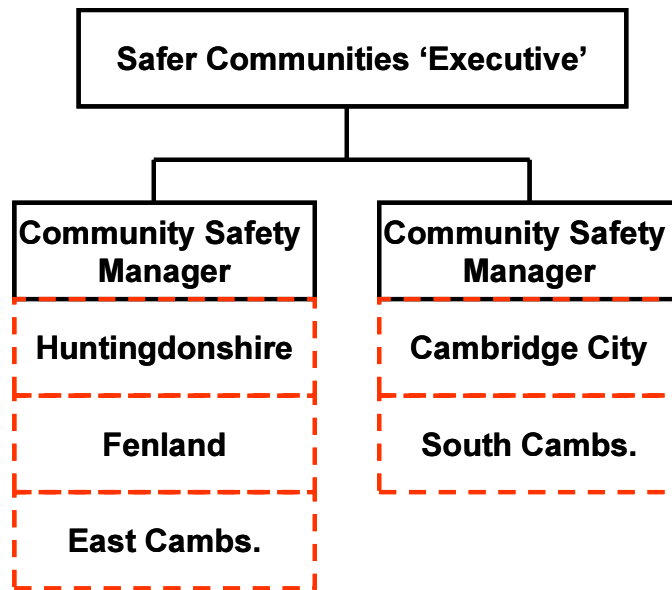 Safer Communities ‘Executive’
Community Safety
Manager
Huntingdonshire
Fenland
East Cambs.
Community Safety
Manager
Cambridge City
South Cambs.